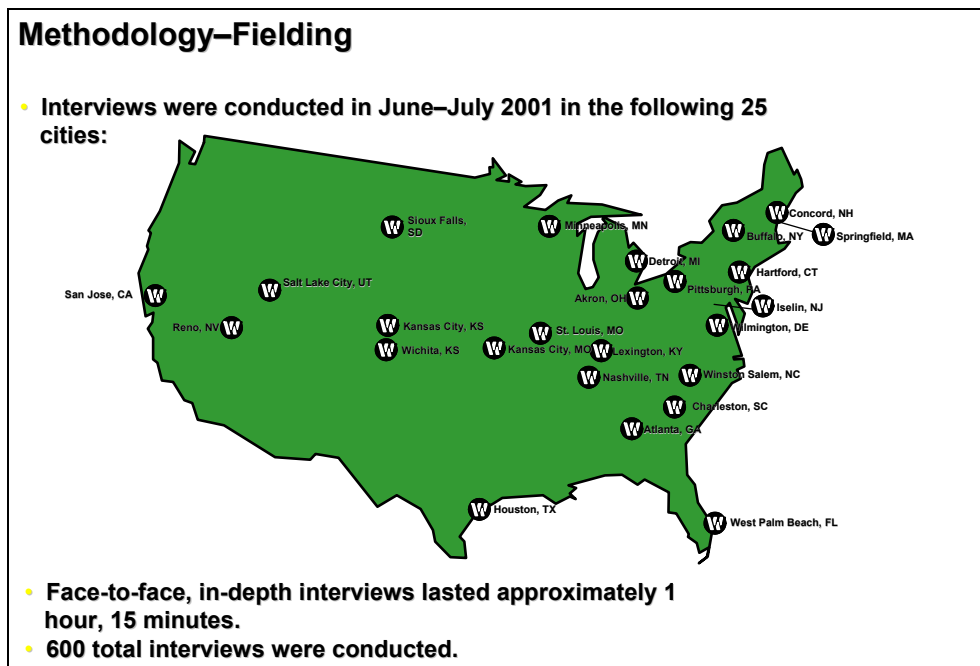 Methodology–Fielding
• Interviews were conducted in June–July 2001 in the following 25
cities:
Concord, NH
Sioux Falls,
SD
Minneapolis, MN
Buffalo, NY
Springfield, MA
Detroit, MI
Hartford, CT
Salt Lake City, UT
Pittsburgh, PA
San Jose, CA
Akron, OH
Iselin, NJ
Reno, NV
Kansas City, KS
St. Louis, MO
Wilmington, DE
Wichita, KS
Kansas City, MO
Lexington, KY
Nashville, TN
Winston Salem, NC
Charleston, SC
Atlanta, GA
Houston, TX
West Palm Beach, FL
• Face-to-face, in-depth interviews lasted approximately 1
hour, 15 minutes.
• 600 total interviews were conducted.